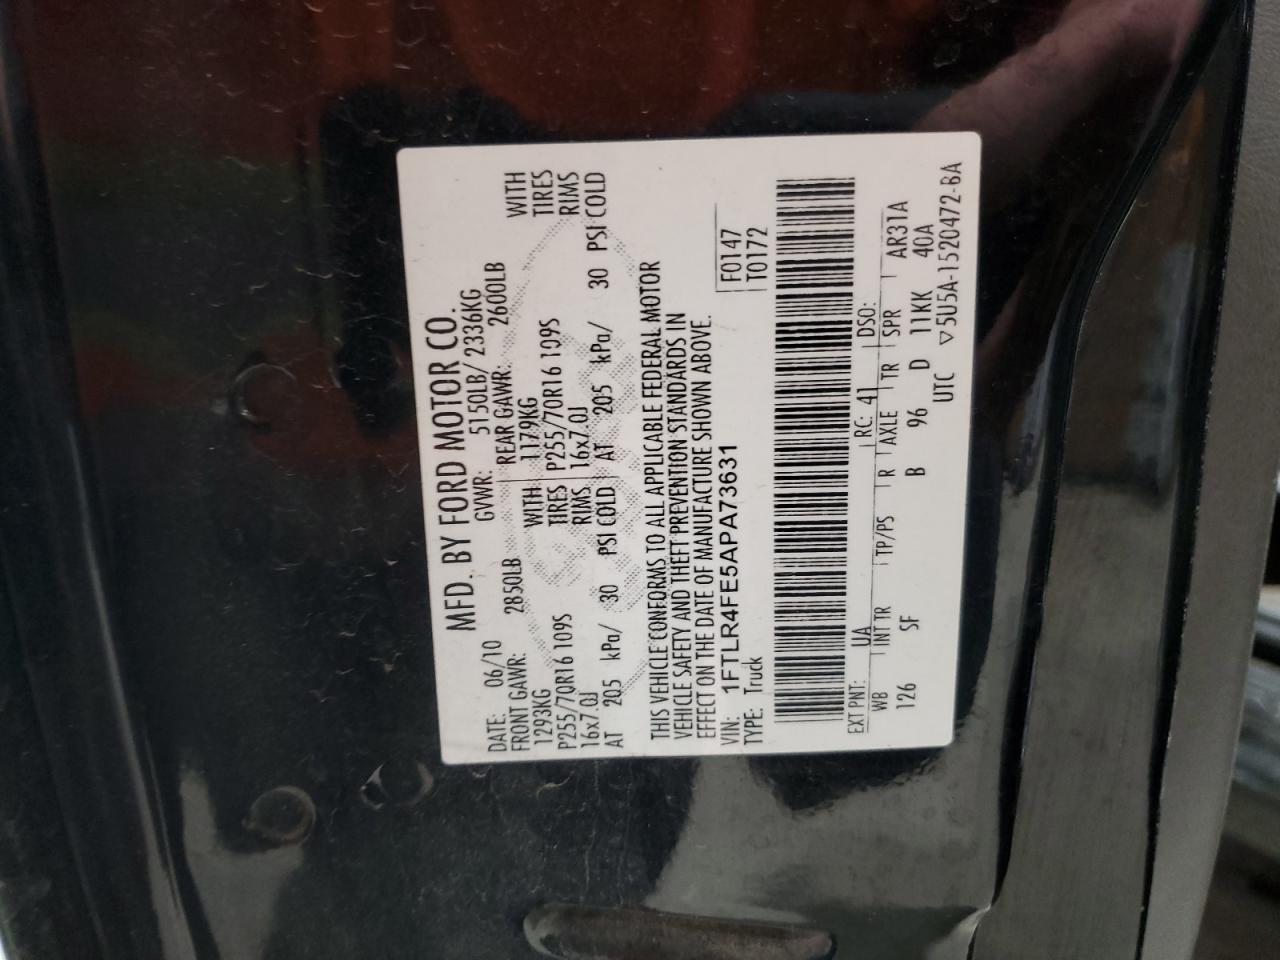 MFD. BY FORD MOTOR CO.
DATE: 06/10 GVWR: 5150LB/ 2336KG
FRONT GAWR: 2850LB REAR GAWR: 2600LB
1293KG WITH 1179KG WITH
P255/70R16 109S TIRES P255/70R16 109S TIRES
16x7.0J RIMS 16x7.0J RIMS
AT 205 kPa/ 30 PSI COLD AT 205 kPa/ 30 PSI COLD
THIS VEHICLE CONFORMS TO ALL APPLICABLE FEDERAL MOTOR
VEHICLE SAFETY AND THEFT PREVENTION STANDARDS IN
EFFECT ON THE DATE OF MANUFACTURE SHOWN ABOVE.
VIN: 1FTLR4FE5APA73631 F0147
TYPE: Truck T0172
EXT PNT: UA RC: 41 DSO:
WB INT TR TP/PS R AXLE TR SPR AR31A
126 SF B 96 D 11KK 40A
UTC ▽5U5A-1520472-BA